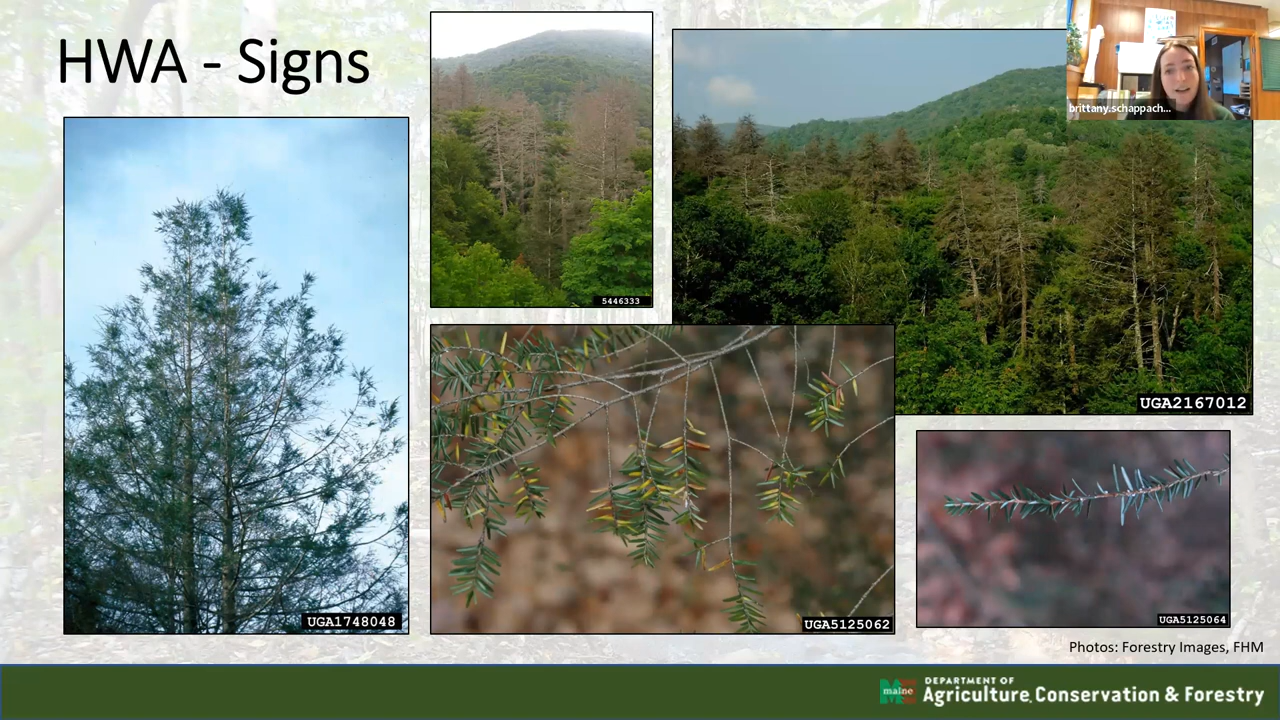 HWA - Signs
brittany.schappach...
5446333
UGA2167012
UGA1748048
UGA5125062
UGA5125064
Photos: Forestry Images, FHM
maine
DEPARTMENT OF
Agriculture, Conservation & Forestry